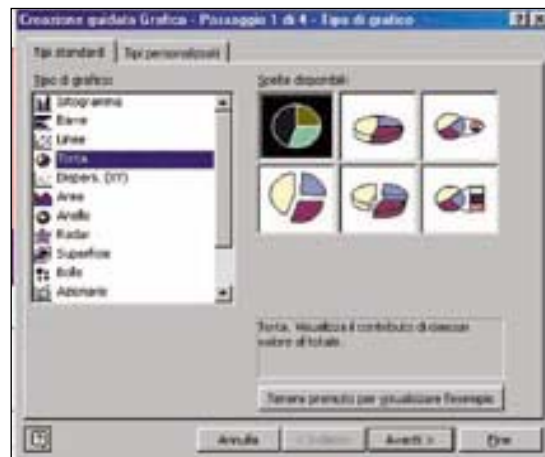 Creazione guidata Grafico - Passaggio 1 di 4 - Tipo di grafico
Tipi standard
Tipi personalizzati
Tipo di grafico:
Istogramma
Barre
Linee
Torta
Dispers. (XY)
Area
Anello
Radar
Superficie
Bolle
Azionario
Scelte disponibili:
Torta. Visualizza il contributo di ciascun
valore al totale.
Tenere premuto per visualizzare l'esempio
Annulla
< Indietro
Avanti >
Fine